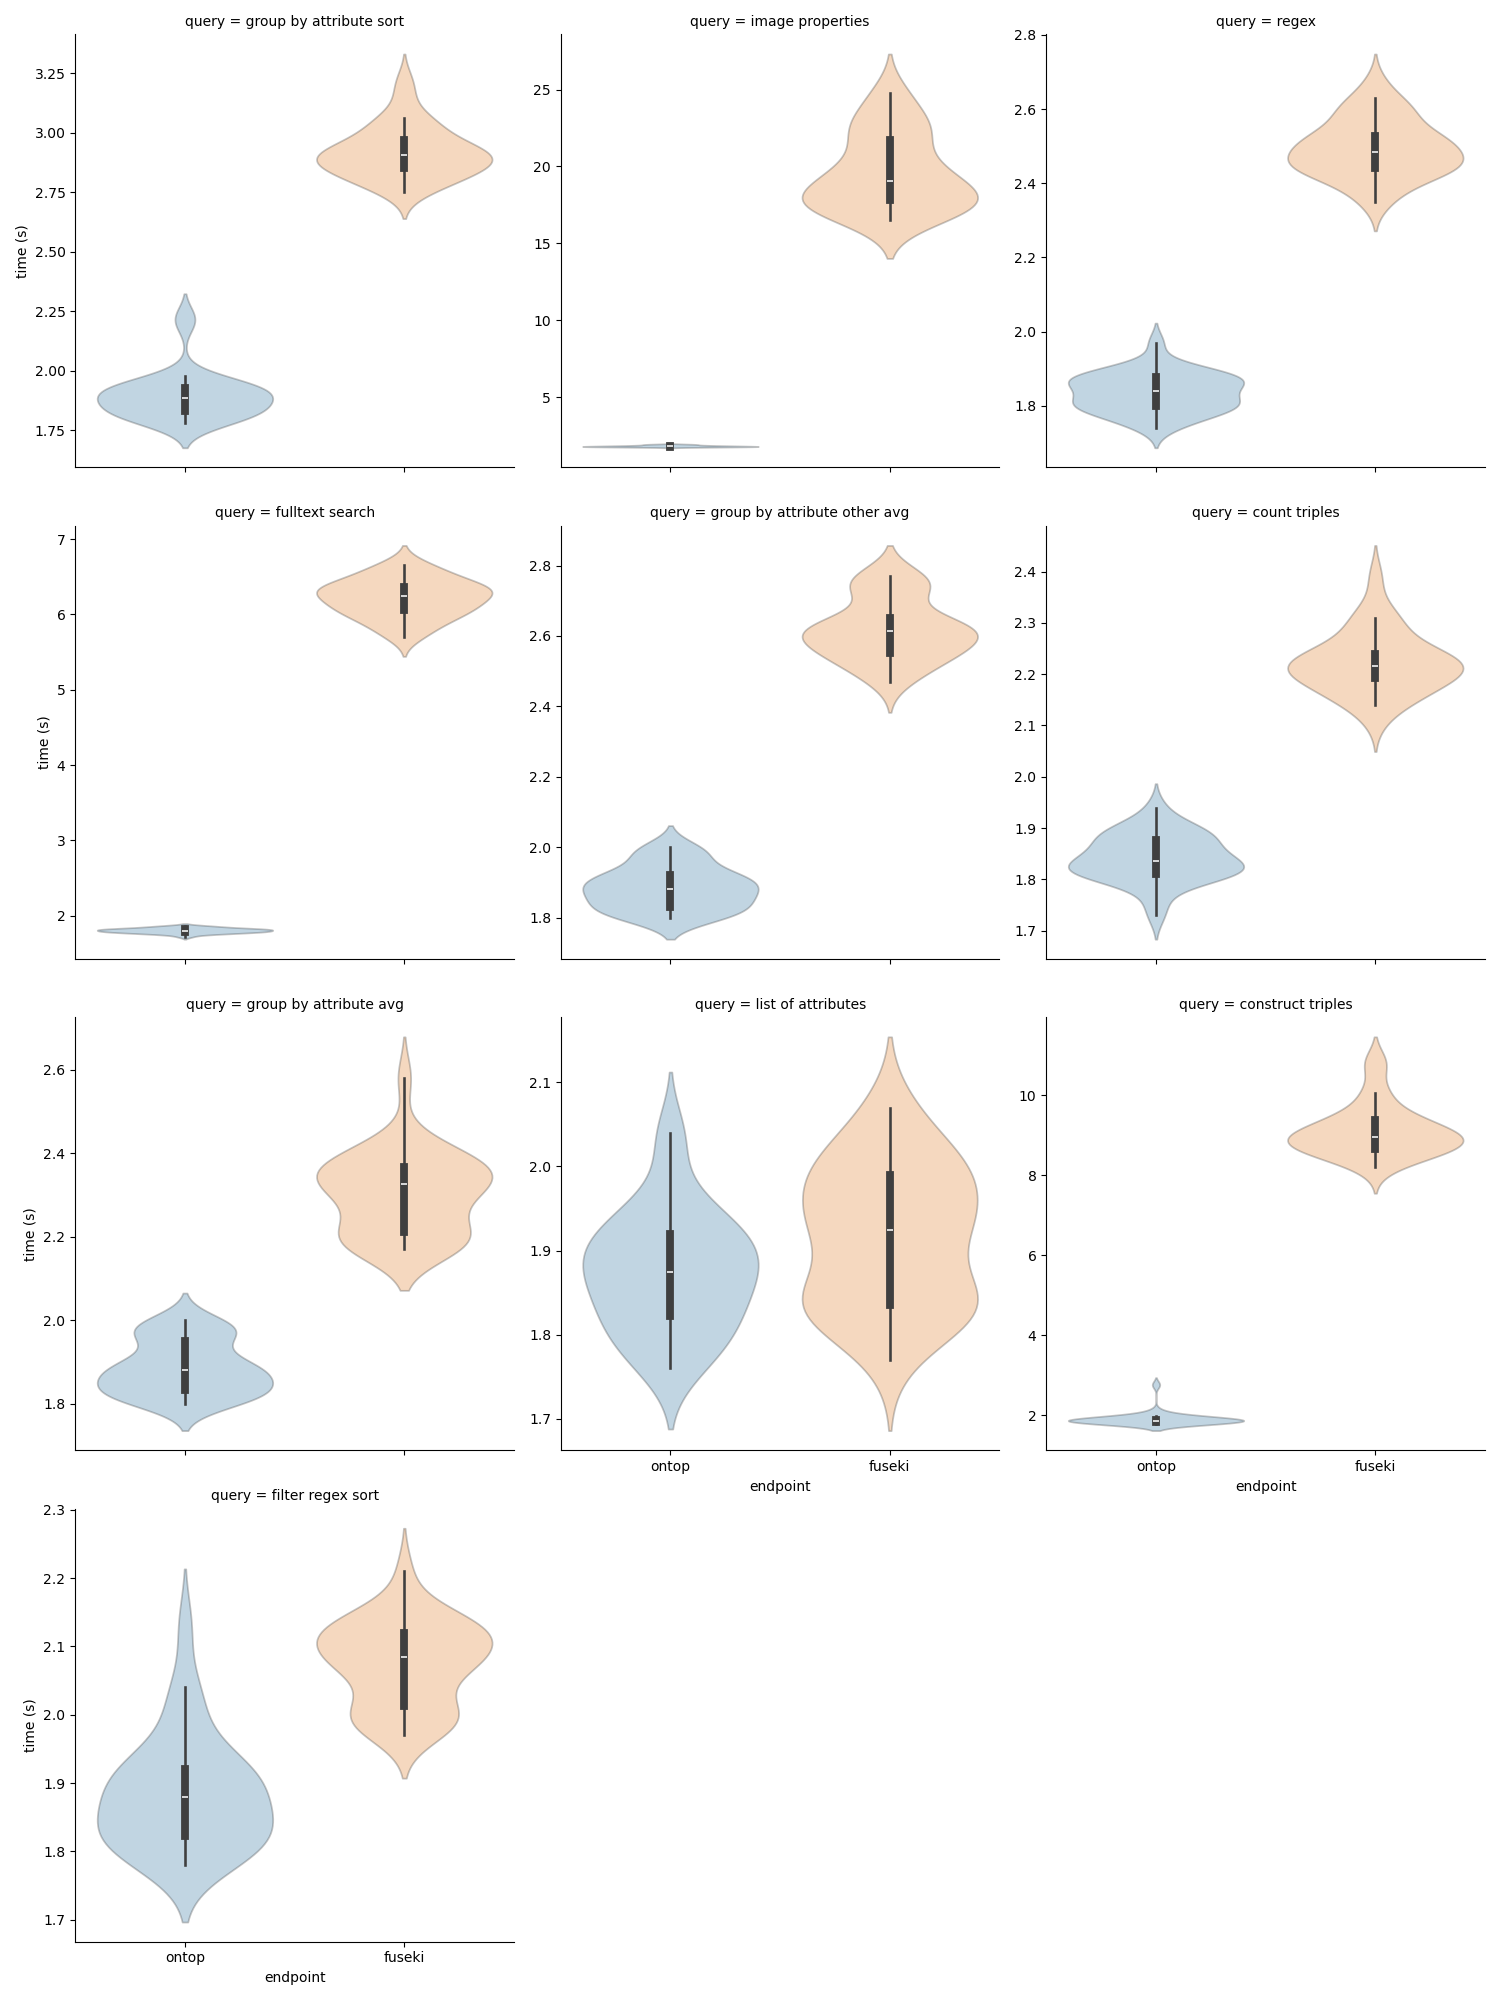 query = group by attribute sort
query = image properties
query = regex
3.25
3.00
2.75
2.50
2.25
2.00
1.75
time (s)
25
20
15
10
5
2.8
2.6
2.4
2.2
2.0
1.8
query = fulltext search
query = group by attribute other avg
query = count triples
7
6
5
4
3
2
time (s)
2.8
2.6
2.4
2.2
2.0
1.8
2.4
2.3
2.2
2.1
2.0
1.9
1.8
1.7
query = group by attribute avg
query = list of attributes
query = construct triples
2.6
2.4
2.2
2.0
1.8
time (s)
2.1
2.0
1.9
1.8
1.7
ontop
fuseki
endpoint
10
8
6
4
2
ontop
fuseki
endpoint
query = filter regex sort
2.3
2.2
2.1
2.0
1.9
1.8
1.7
time (s)
ontop
fuseki
endpoint